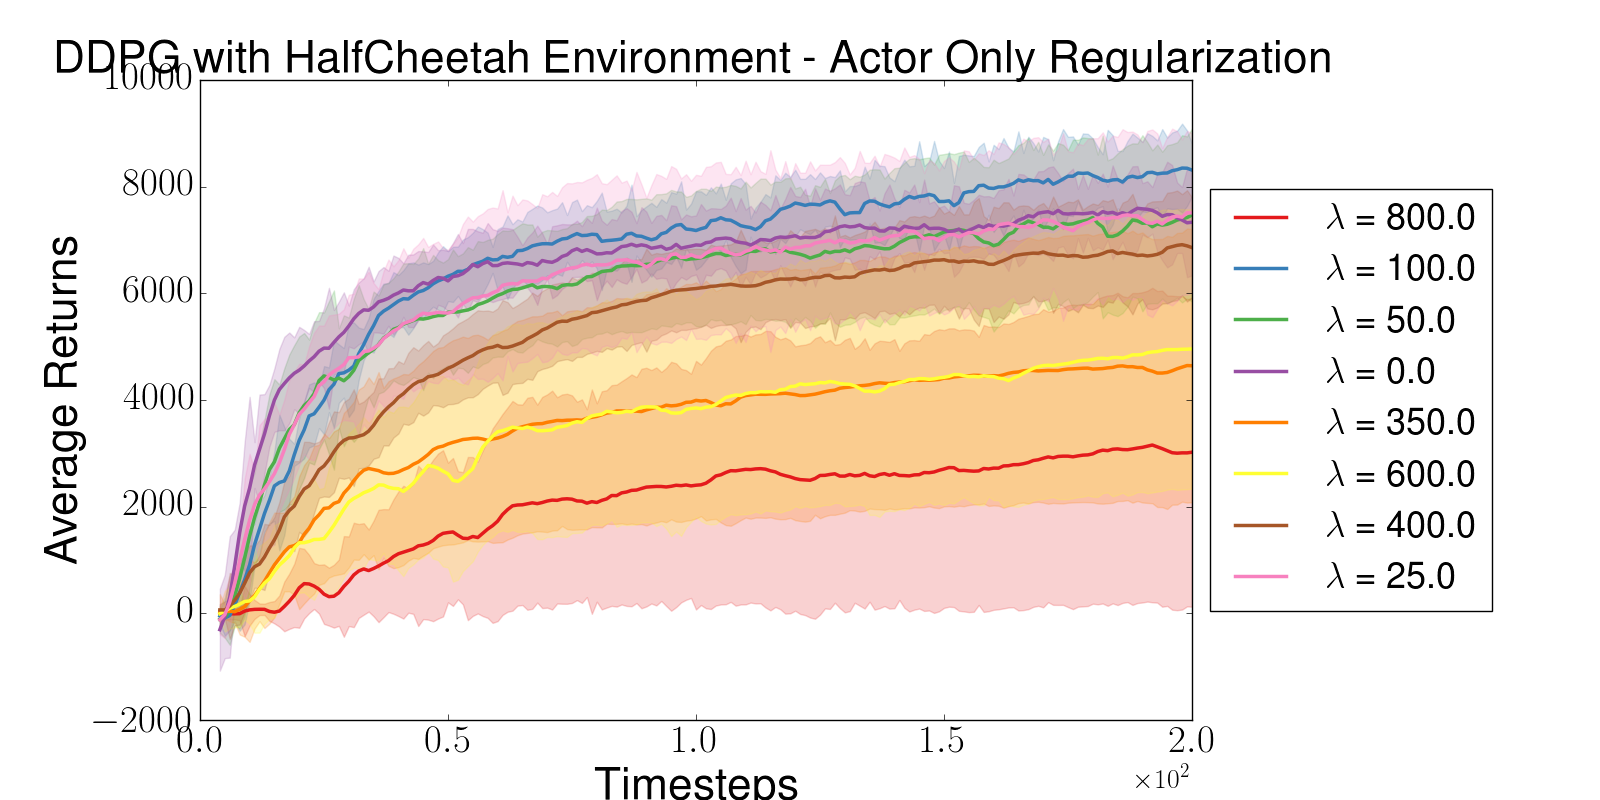 DDPG with HalfCheetah Environment - Actor Only Regularization
10000
8000
6000
4000
2000
0
−2000
Average Returns
0.0 0.5 1.0 1.5 2.0
×10²
Timesteps
λ = 800.0
λ = 100.0
λ = 50.0
λ = 0.0
λ = 350.0
λ = 600.0
λ = 400.0
λ = 25.0